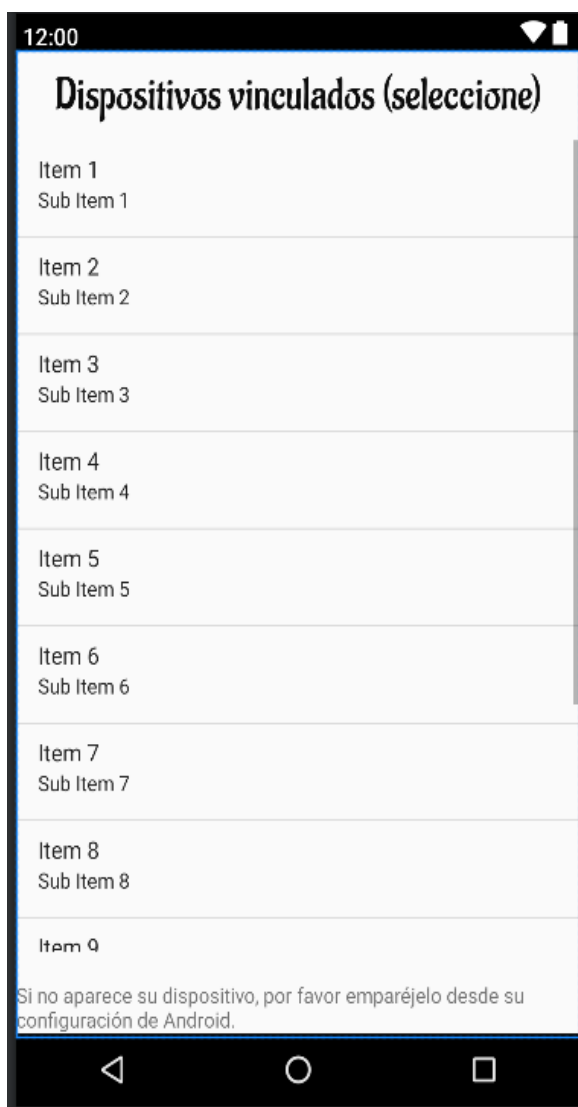 12:00
Dispositivos vinculados (seleccione)
Item 1
Sub Item 1
Item 2
Sub Item 2
Item 3
Sub Item 3
Item 4
Sub Item 4
Item 5
Sub Item 5
Item 6
Sub Item 6
Item 7
Sub Item 7
Item 8
Sub Item 8
Item 9
Si no aparece su dispositivo, por favor emparéjelo desde su
configuración de Android.